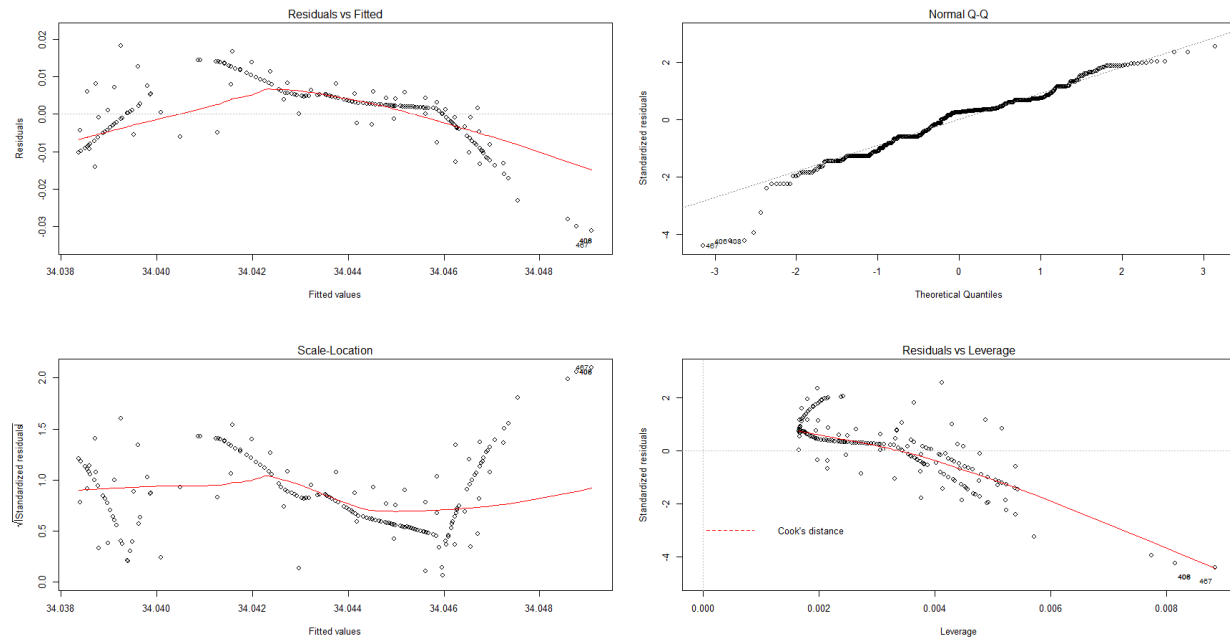 Residuals vs Fitted
Residuals
0.02
0.01
0.00
-0.01
-0.02
-0.03
408
467
34.038 34.040 34.042 34.044 34.046 34.048
Fitted values
Normal Q-Q
Standardized residuals
2
0
-2
-4
467 406 408
-3 -2 -1 0 1 2 3
Theoretical Quantiles
Scale-Location
√|Standardized residuals|
2.0
1.5
1.0
0.5
0.0
467
34.038 34.040 34.042 34.044 34.046 34.048
Fitted values
Residuals vs Leverage
Standardized residuals
2
0
-2
-4
Cook's distance
467
0.000 0.002 0.004 0.006 0.008
Leverage